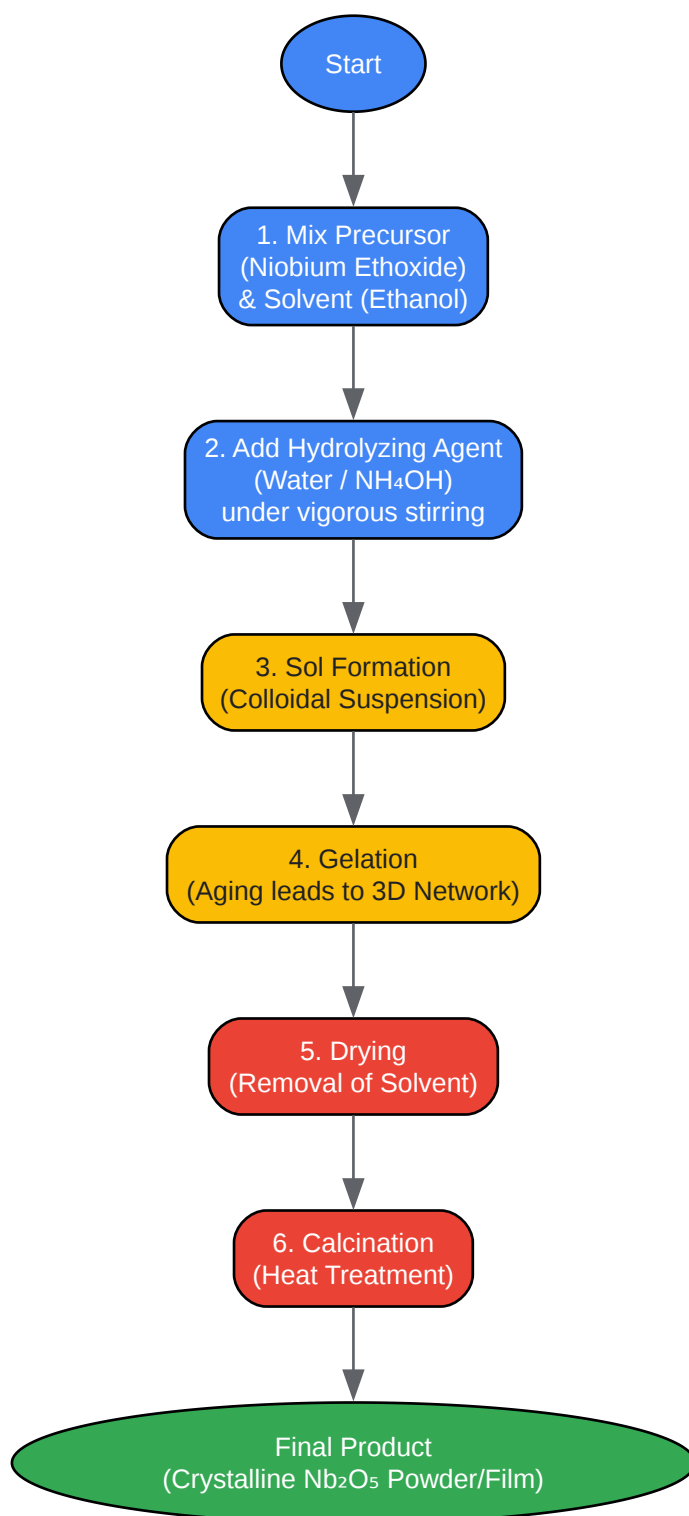 Start
1. Mix Precursor
(Niobium Ethoxide)
& Solvent (Ethanol)
2. Add Hydrolyzing Agent
(Water / NH₄OH)
under vigorous stirring
3. Sol Formation
(Colloidal Suspension)
4. Gelation
(Aging leads to 3D Network)
5. Drying
(Removal of Solvent)
6. Calcination
(Heat Treatment)
Final Product
(Crystalline Nb₂O₅ Powder/Film)